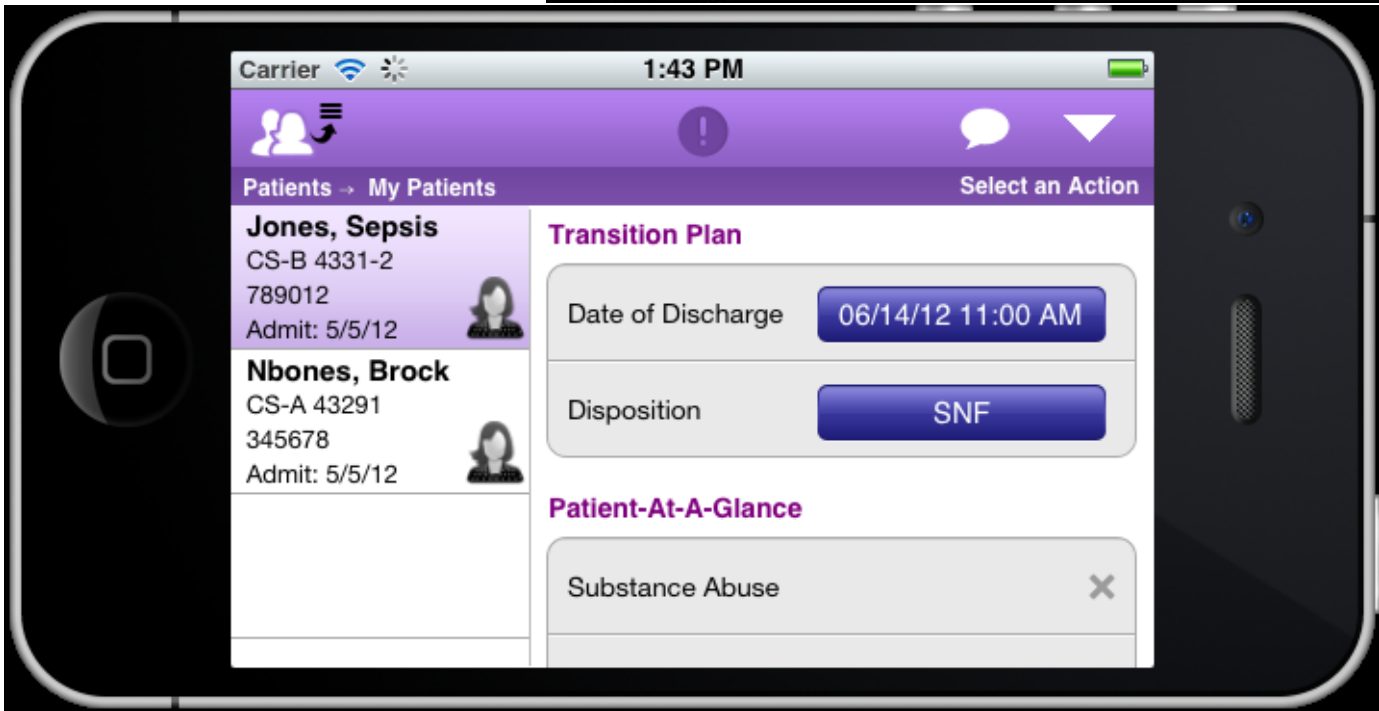 Carrier 1:43 PM
Patients → My Patients Select an Action
Jones, Sepsis
CS-B 4331-2
789012
Admit: 5/5/12
Nbones, Brock
CS-A 43291
345678
Admit: 5/5/12
Transition Plan
Date of Discharge 06/14/12 11:00 AM
Disposition SNF
Patient-At-A-Glance
Substance Abuse